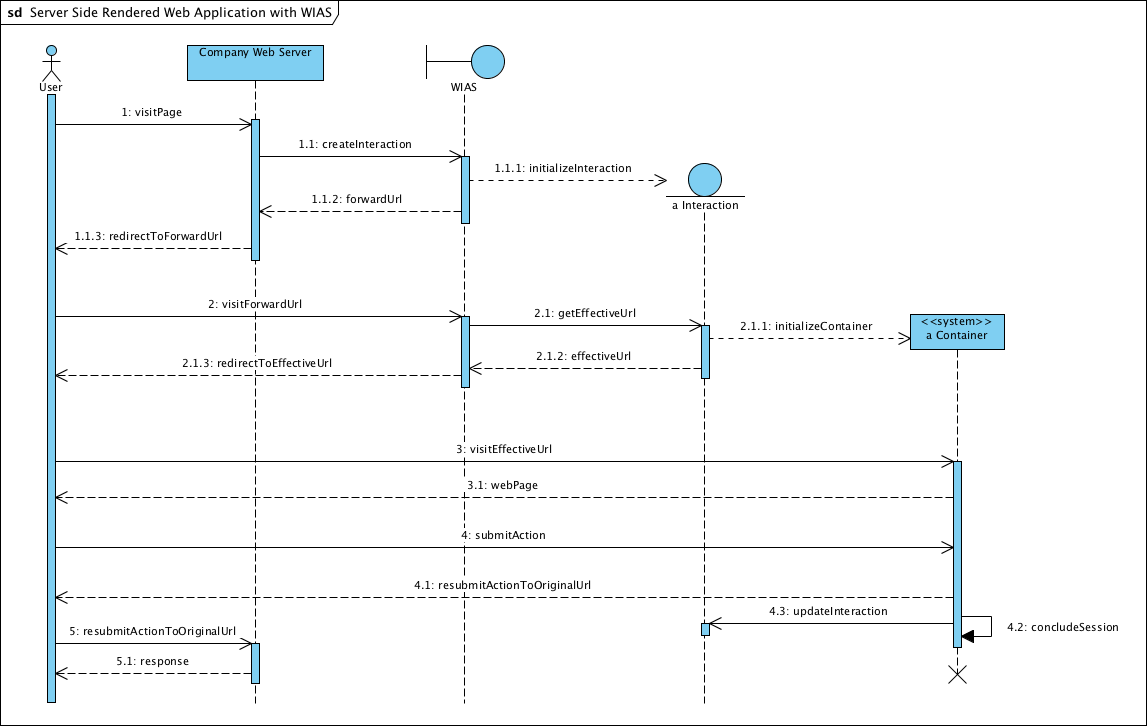 sd Server Side Rendered Web Application with WIAS
Company Web Server
User
WIAS
1: visitPage
1.1: createInteraction
1.1.1: initializeInteraction
1.1.2: forwardUrl
a Interaction
1.1.3: redirectToForwardUrl
2: visitForwardUrl
2.1: getEffectiveUrl
<<system>>
a Container
2.1.1: initializeContainer
2.1.2: effectiveUrl
2.1.3: redirectToEffectiveUrl
3: visitEffectiveUrl
3.1: webPage
4: submitAction
4.1: resubmitActionToOriginalUrl
4.3: updateInteraction
4.2: concludeSession
5: resubmitActionToOriginalUrl
5.1: response